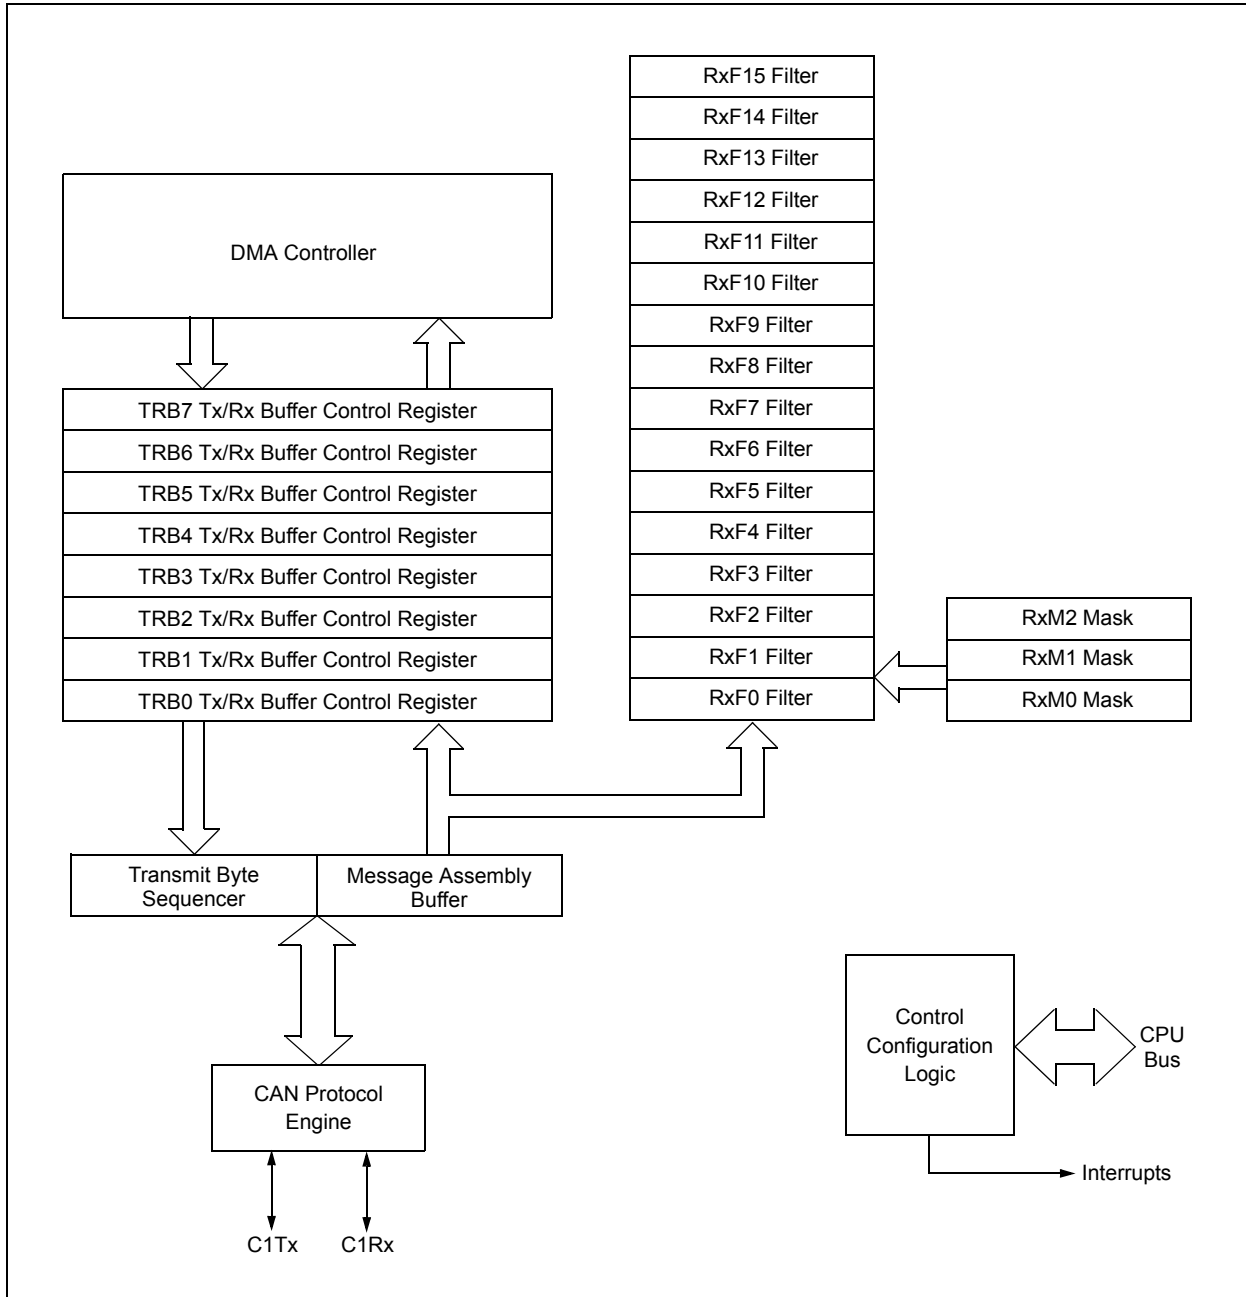 RxF15 Filter
RxF14 Filter
RxF13 Filter
RxF12 Filter
RxF11 Filter
RxF10 Filter
RxF9 Filter
RxF8 Filter
RxF7 Filter
RxF6 Filter
RxF5 Filter
RxF4 Filter
RxF3 Filter
RxF2 Filter
RxF1 Filter
RxF0 Filter
DMA Controller
TRB7 Tx/Rx Buffer Control Register
TRB6 Tx/Rx Buffer Control Register
TRB5 Tx/Rx Buffer Control Register
TRB4 Tx/Rx Buffer Control Register
TRB3 Tx/Rx Buffer Control Register
TRB2 Tx/Rx Buffer Control Register
TRB1 Tx/Rx Buffer Control Register
TRB0 Tx/Rx Buffer Control Register
RxM2 Mask
RxM1 Mask
RxM0 Mask
Transmit Byte
Sequencer
Message Assembly
Buffer
Control
Configuration
Logic
CPU
Bus
CAN Protocol
Engine
Interrupts
C1Tx
C1Rx